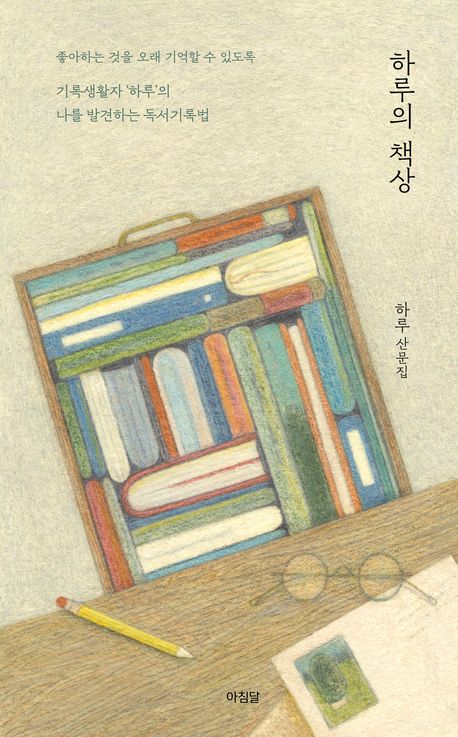 좋아하는 것을 오래 기억할 수 있도록
기록생활자 '하루'의
나를 발견하는 독서기록법
하루의 책상
하루 산문집
아침달